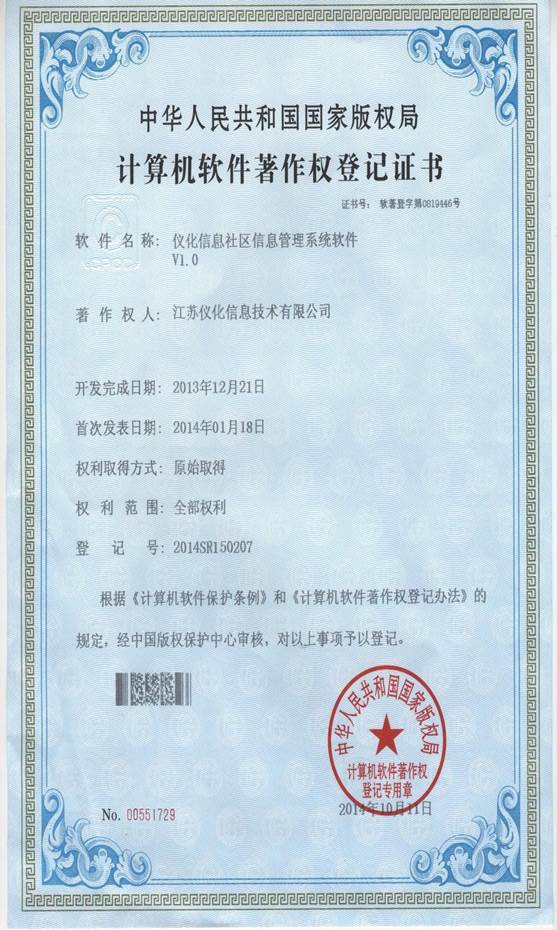 中华人民共和国国家版权局
计算机软件著作权登记证书
证书号： 软著登字第0819446号
软件名称： 仪化信息社区信息管理系统软件
V1.0
著作权人： 江苏仪化信息技术有限公司
开发完成日期： 2013年12月21日
首次发表日期： 2014年01月18日
权利取得方式： 原始取得
权利范围： 全部权利
登记号： 2014SR150207
根据《计算机软件保护条例》和《计算机软件著作权登记办法》的
规定，经中国版权保护中心审核，对以上事项予以登记。
中华人民共和国国家版权局
计算机软件著作权
登记专用章
No. 00551729
2014年10月11日